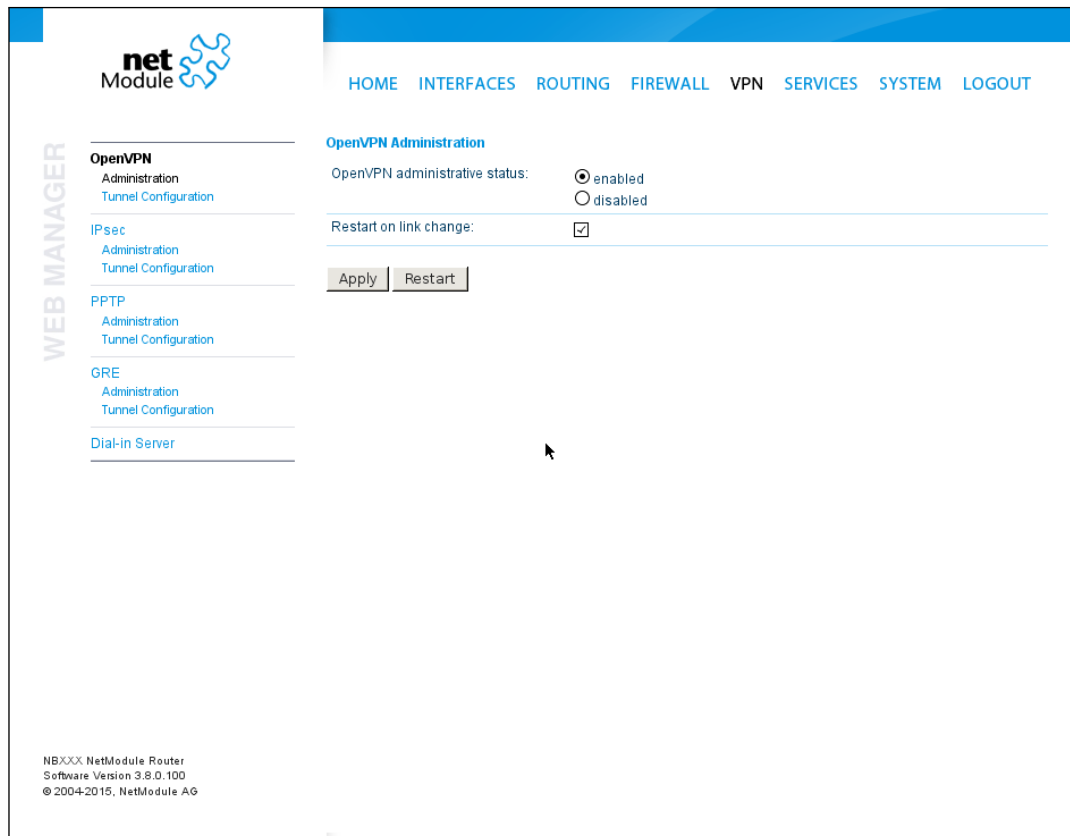 net
Module
HOME INTERFACES ROUTING FIREWALL VPN SERVICES SYSTEM LOGOUT
WEB MANAGER
OpenVPN
Administration
Tunnel Configuration
IPsec
Administration
Tunnel Configuration
PPTP
Administration
Tunnel Configuration
GRE
Administration
Tunnel Configuration
Dial-in Server
OpenVPN Administration
OpenVPN administrative status:
enabled
disabled
Restart on link change:
Apply Restart
NBXXX NetModule Router
Software Version 3.8.0.100
© 2004-2015, NetModule AG